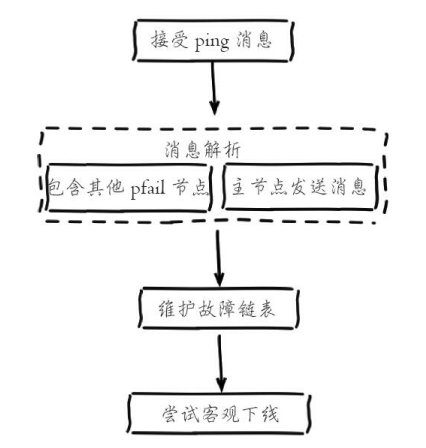 接受 ping 消息
消息解析
包含其他 pfail 节点
主节点发送消息
维护故障链表
尝试客观下线